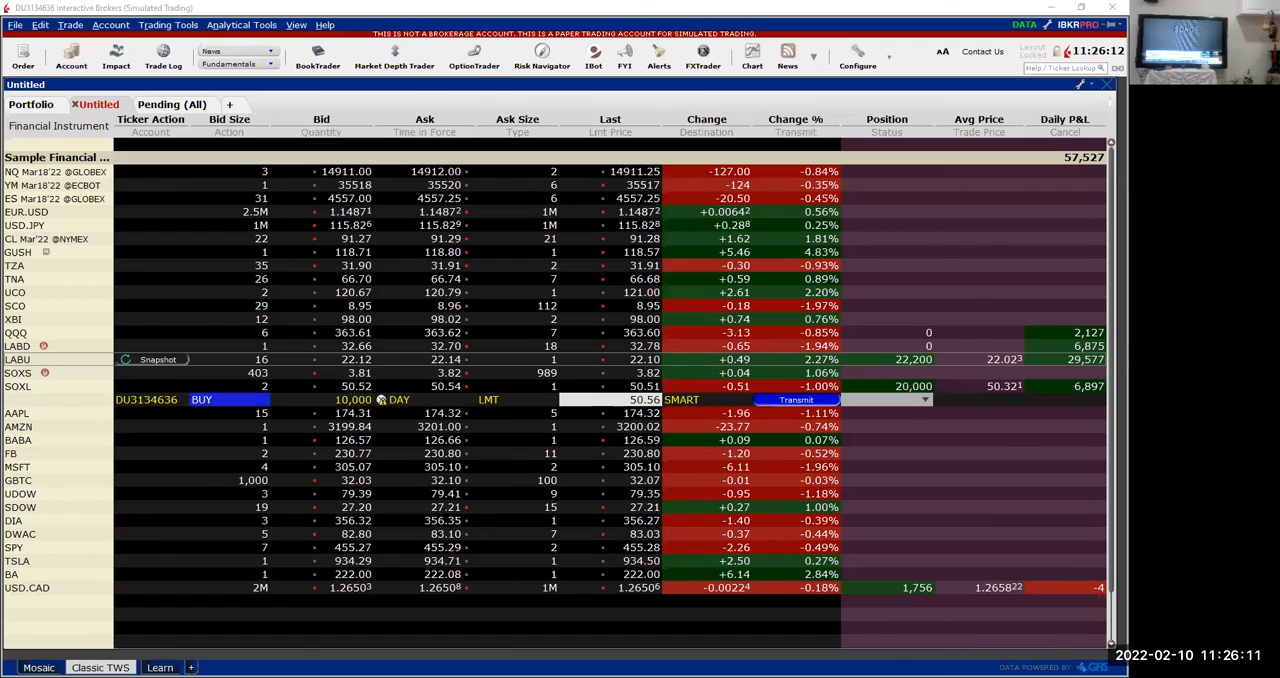 DU3134636 Interactive Brokers (Simulated Trading)
File Edit Trade Account Trading Tools Analytical Tools View Help DATA IBKRPRO
THIS IS NOT A BROKERAGE ACCOUNT. THIS IS A PAPER TRADING ACCOUNT FOR SIMULATED TRADING.
Order Account Impact Trade Log News Fundamentals BookTrader Market Depth Trader OptionTrader Risk Navigator IBot FYI Alerts FXTrader Chart News Configure AA Contact Us Layout Locked 11:26:12
Help / Ticker Lookup
Untitled
Portfolio Untitled Pending (All) +
Financial Instrument Ticker Action Bid Size Bid Ask Ask Size Last Change Change % Position Avg Price Daily P&L
Account Action Quantity Time in Force Type Lmt Price Destination Transmit Status Trade Price Cancel
Sample Financial ... 57,527
NQ Mar18'22 @GLOBEX 3 14911.00 14912.00 2 14911.25 -127.00 -0.84%
YM Mar18'22 @ECBOT 1 35518 35520 6 35517 -124 -0.35%
ES Mar18'22 @GLOBEX 31 4557.00 4557.25 6 4557.25 -20.50 -0.45%
EUR.USD 2.5M 1.14871 1.14872 1M 1.14872 +0.00642 0.56%
USD.JPY 1M 115.826 115.829 1M 115.828 +0.288 0.25%
CL Mar'22 @NYMEX 22 91.27 91.29 21 91.28 +1.62 1.81%
GUSH 1 118.71 118.80 1 118.57 +5.46 4.83%
TZA 35 31.90 31.91 2 31.91 -0.30 -0.93%
TNA 26 66.70 66.74 7 66.68 +0.59 0.89%
UCO 2 120.67 120.79 1 121.00 +2.61 2.20%
SCO 29 8.95 8.96 112 8.95 -0.18 -1.97%
XBI 12 98.00 98.02 2 98.00 +0.74 0.76%
QQQ 6 363.61 363.62 7 363.60 -3.13 -0.85% 0 2,127
LABD 1 32.66 32.70 18 32.78 -0.65 -1.94% 0 6,875
LABU Snapshot 16 22.12 22.14 1 22.10 +0.49 2.27% 22,200 22.023 29,577
SOXS 403 3.81 3.82 989 3.82 +0.04 1.06%
SOXL 2 50.52 50.54 1 50.51 -0.51 -1.00% 20,000 50.321 6,897
DU3134636 BUY 10,000 DAY LMT 50.56 SMART Transmit
AAPL 15 174.31 174.32 5 174.32 -1.96 -1.11%
AMZN 1 3199.84 3201.00 1 3200.02 -23.77 -0.74%
BABA 1 126.57 126.66 1 126.59 +0.09 0.07%
FB 2 230.77 230.80 11 230.80 -1.20 -0.52%
MSFT 4 305.07 305.10 2 305.10 -6.11 -1.96%
GBTC 1,000 32.03 32.10 100 32.07 -0.01 -0.03%
UDOW 3 79.39 79.41 9 79.35 -0.95 -1.18%
SDOW 19 27.20 27.21 15 27.21 +0.27 1.00%
DIA 3 356.32 356.35 1 356.27 -1.40 -0.39%
DWAC 5 82.80 83.10 7 83.03 -0.37 -0.44%
SPY 7 455.27 455.29 2 455.28 -2.26 -0.49%
TSLA 1 934.29 934.71 1 934.50 +2.50 0.27%
BA 1 222.00 222.08 1 222.00 +6.14 2.84%
USD.CAD 2M 1.26503 1.26508 1M 1.26506 -0.00224 -0.18% 1,756 1.265822 -4
Mosaic Classic TWS Learn + DATA POWERED BY GFIS
2022-02-10 11:26:11